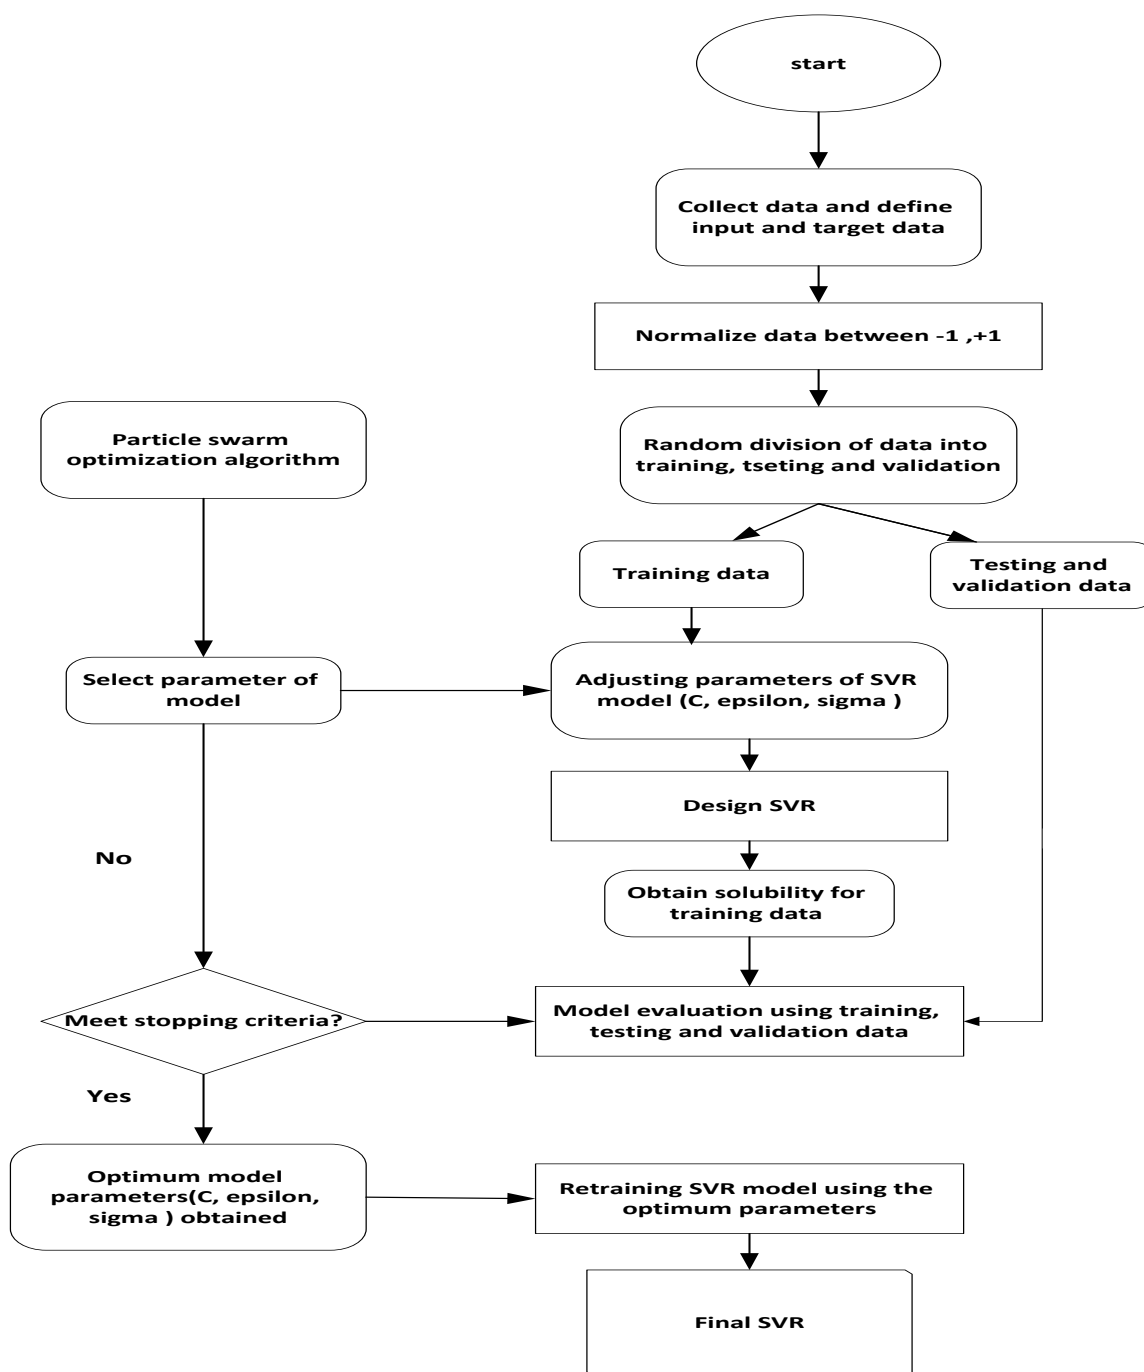 start
Collect data and define
input and target data
Normalize data between -1 ,+1
Particle swarm
optimization algorithm
Random division of data into
training, tseting and validation
Training data
Testing and
validation data
Select parameter of
model
Adjusting parameters of SVR
model (C, epsilon, sigma )
Design SVR
No
Obtain solubility for
training data
Meet stopping criteria?
Model evaluation using training,
testing and validation data
Yes
Optimum model
parameters(C, epsilon,
sigma ) obtained
Retraining SVR model using the
optimum parameters
Final SVR